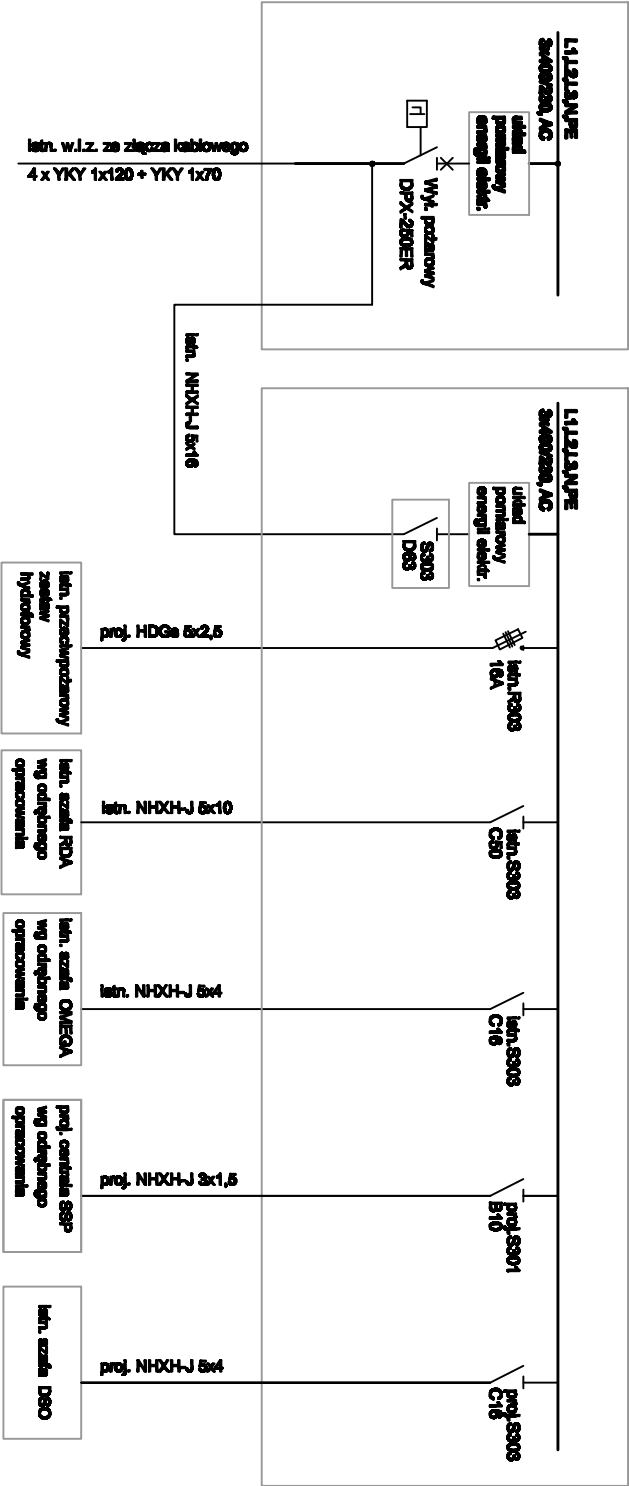 L1,L2,L3,N,PE
3x400/230, AC
układ
pomiarowy
energii elektr.
Wył. pożarowy
DPX-250ER
istn. w.l.z. ze złącza kablowego
4 x YKY 1x120 + YKY 1x70
istn. NHXH-J 5x16
L1,L2,L3,N,PE
3x400/230, AC
układ
pomiarowy
energii elektr.
S303
D63
istn.R303
16A
proj. HDGs 5x2,5
istn. przeciwpożarowy
zestaw
hydroforowy
istn.S303
C50
istn. NHXH-J 5x10
istn. szafa RDA
wg odrębnego
opracowania
istn.S303
C16
istn. NHXH-J 5x4
istn. szafa OMEGA
wg odrębnego
opracowania
proj.S301
B10
proj. NHXH-J 3x1,5
proj. centrala SSP
wg odrębnego
opracowania
proj.S303
C16
proj. NHXH-J 5x4
istn. szafa DSO